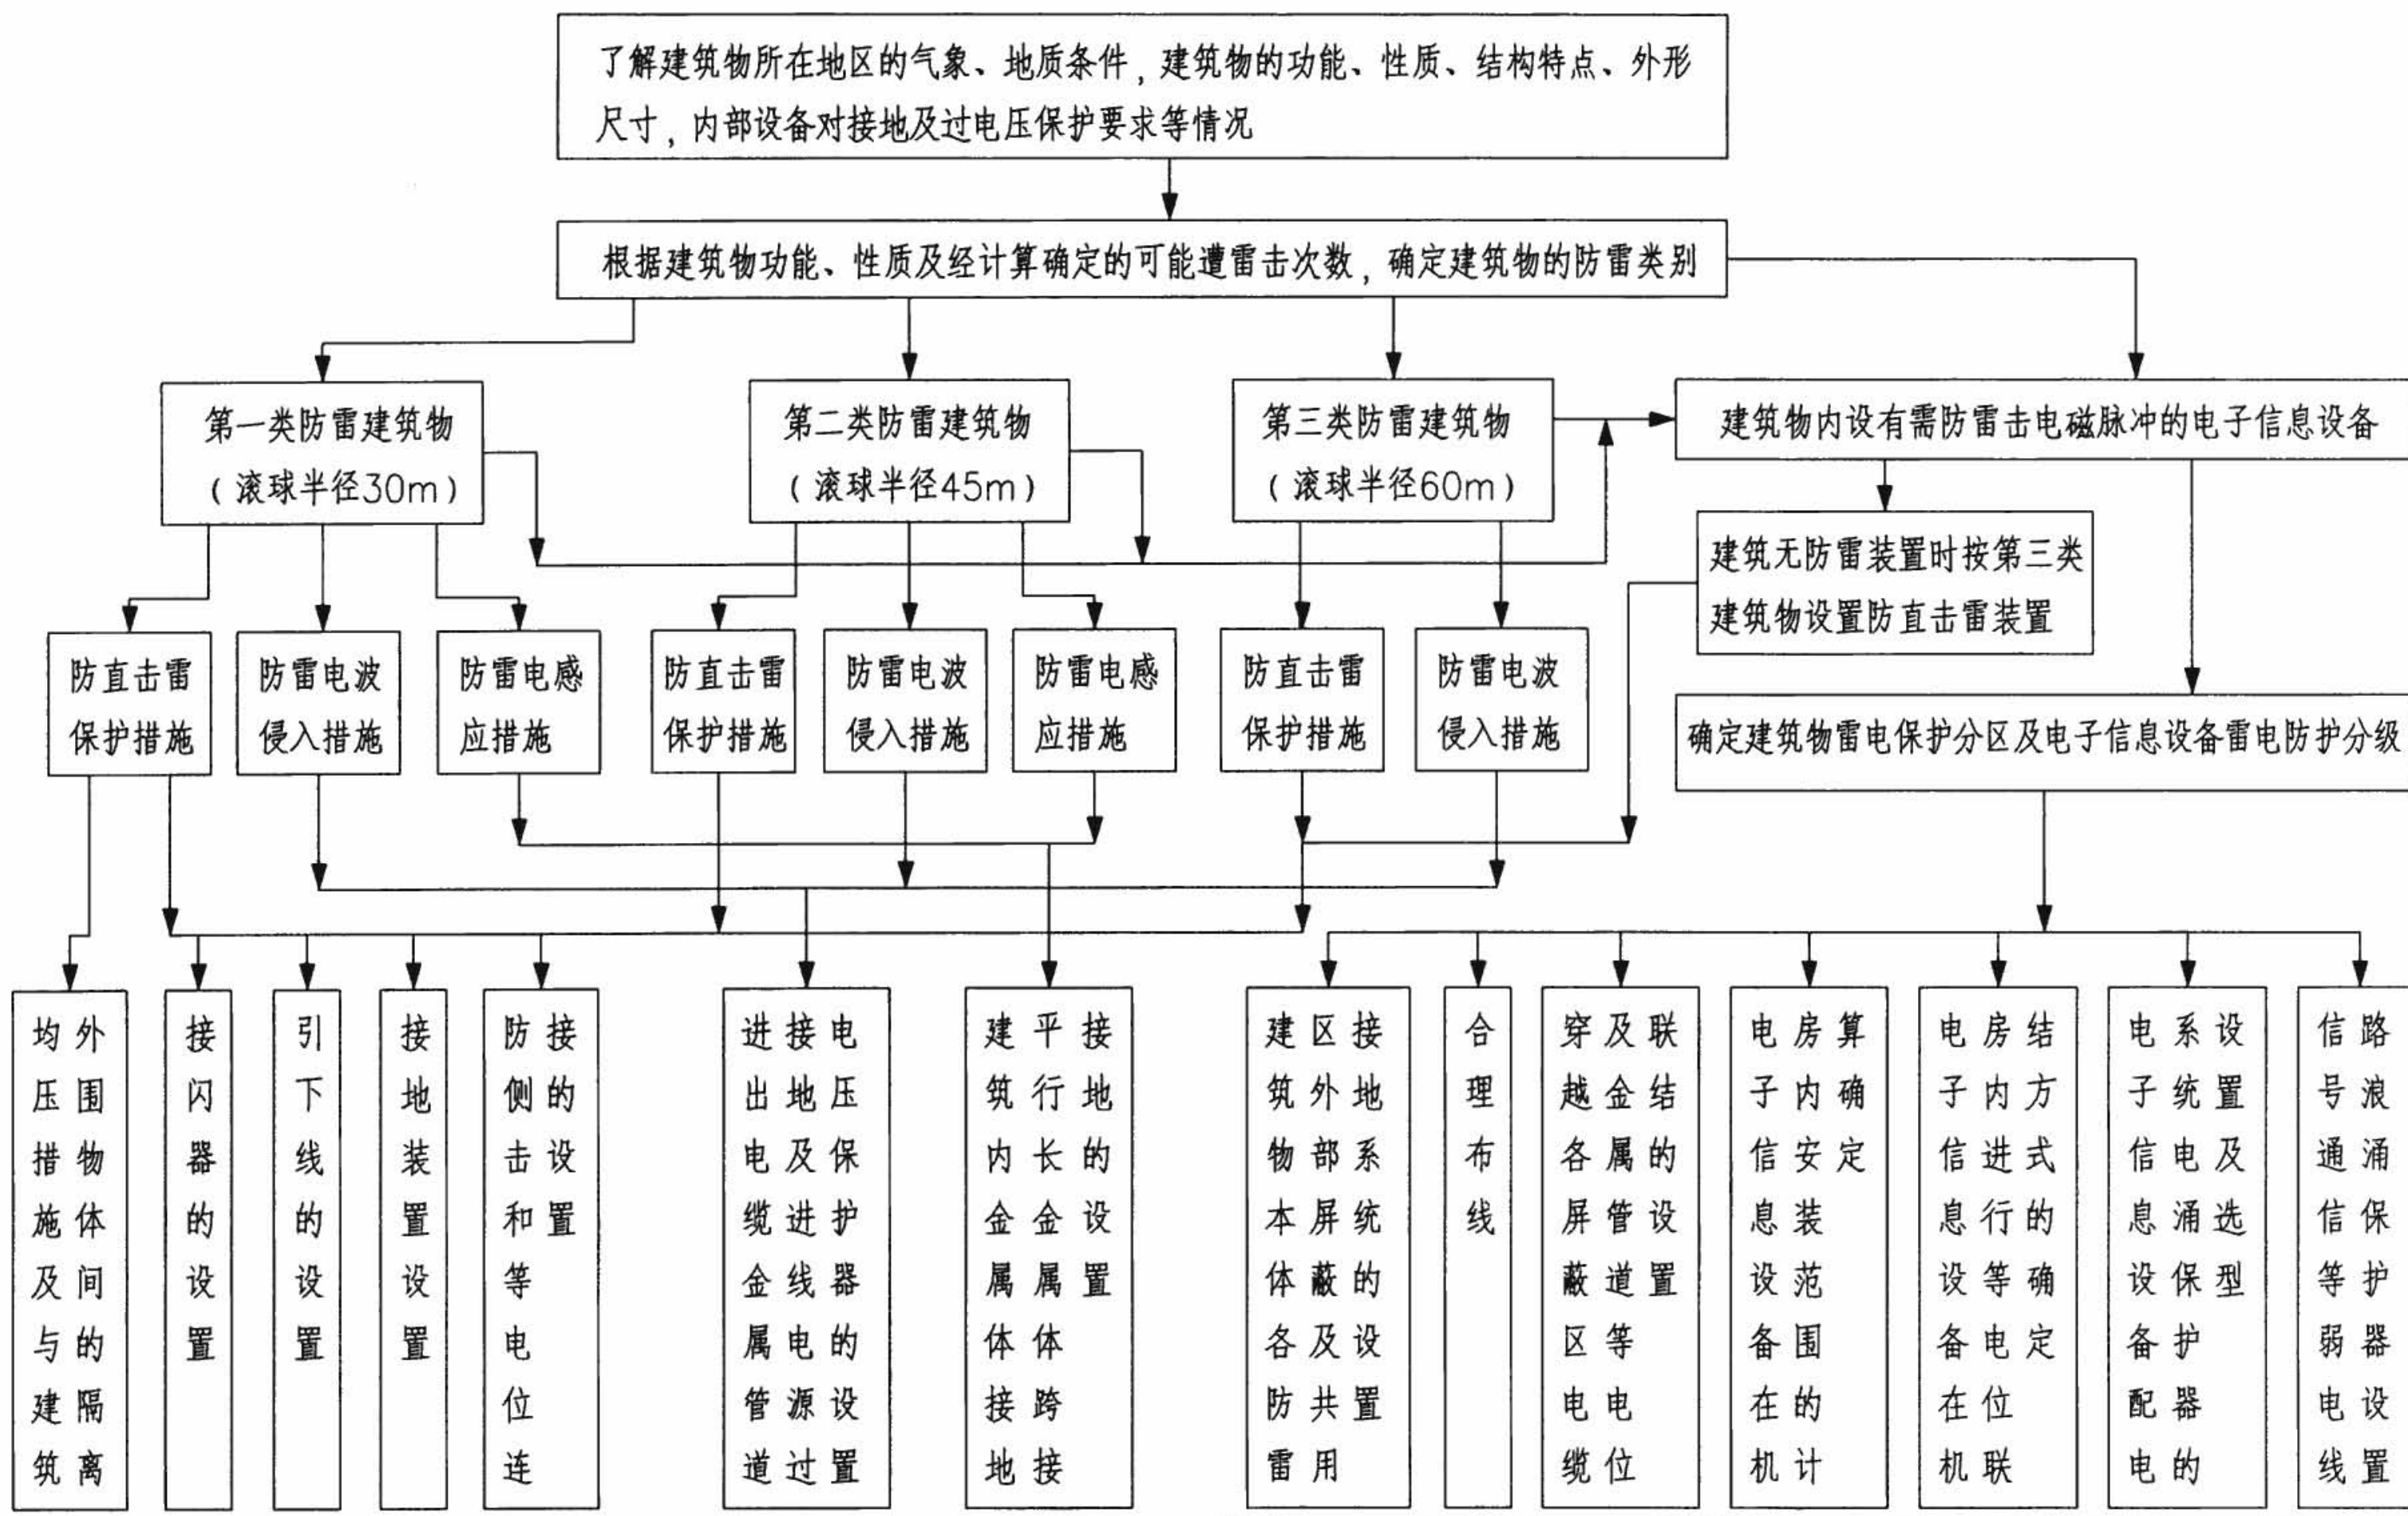 了解建筑物所在地区的气象、地质条件，建筑物的功能、性质、结构特点、外形
尺寸，内部设备对接地及过电压保护要求等情况
根据建筑物功能、性质及经计算确定的可能遭雷击次数，确定建筑物的防雷类别
第一类防雷建筑物
（滚球半径30m）
第二类防雷建筑物
（滚球半径45m）
第三类防雷建筑物
（滚球半径60m）
建筑物内设有需防雷击电磁脉冲的电子信息设备
建筑无防雷装置时按第三类
建筑物设置防直击雷装置
防直击雷
保护措施
防雷电波
侵入措施
防雷电感
应措施
防直击雷
保护措施
防雷电波
侵入措施
防雷电感
应措施
防直击雷
保护措施
防雷电波
侵入措施
确定建筑物雷电保护分区及电子信息设备雷电防护分级
均压措施及与建筑
外围物体间的隔离
接闪器的设置
引下线的设置
接地装置设置
防侧击和等电位连
接的设置
进出电缆金属管道
接地及进线电源过
电压保护器的设置
建筑内金属体接地
平行长金属体跨接
接地的设置
建筑物本体各防雷
区外部屏蔽及共用
接地系统的设置
合理布线
穿越各屏蔽区电缆
及金属管道等电位
联结的设置
电子信息设备在机
房内安装范围的计
算确定
电子信息设备在机
房内进行等电位联
结方式的确定
电子信息设备配电
系统电涌保护器的
设置及选型
信号通信等弱电线
路浪涌保护器设置